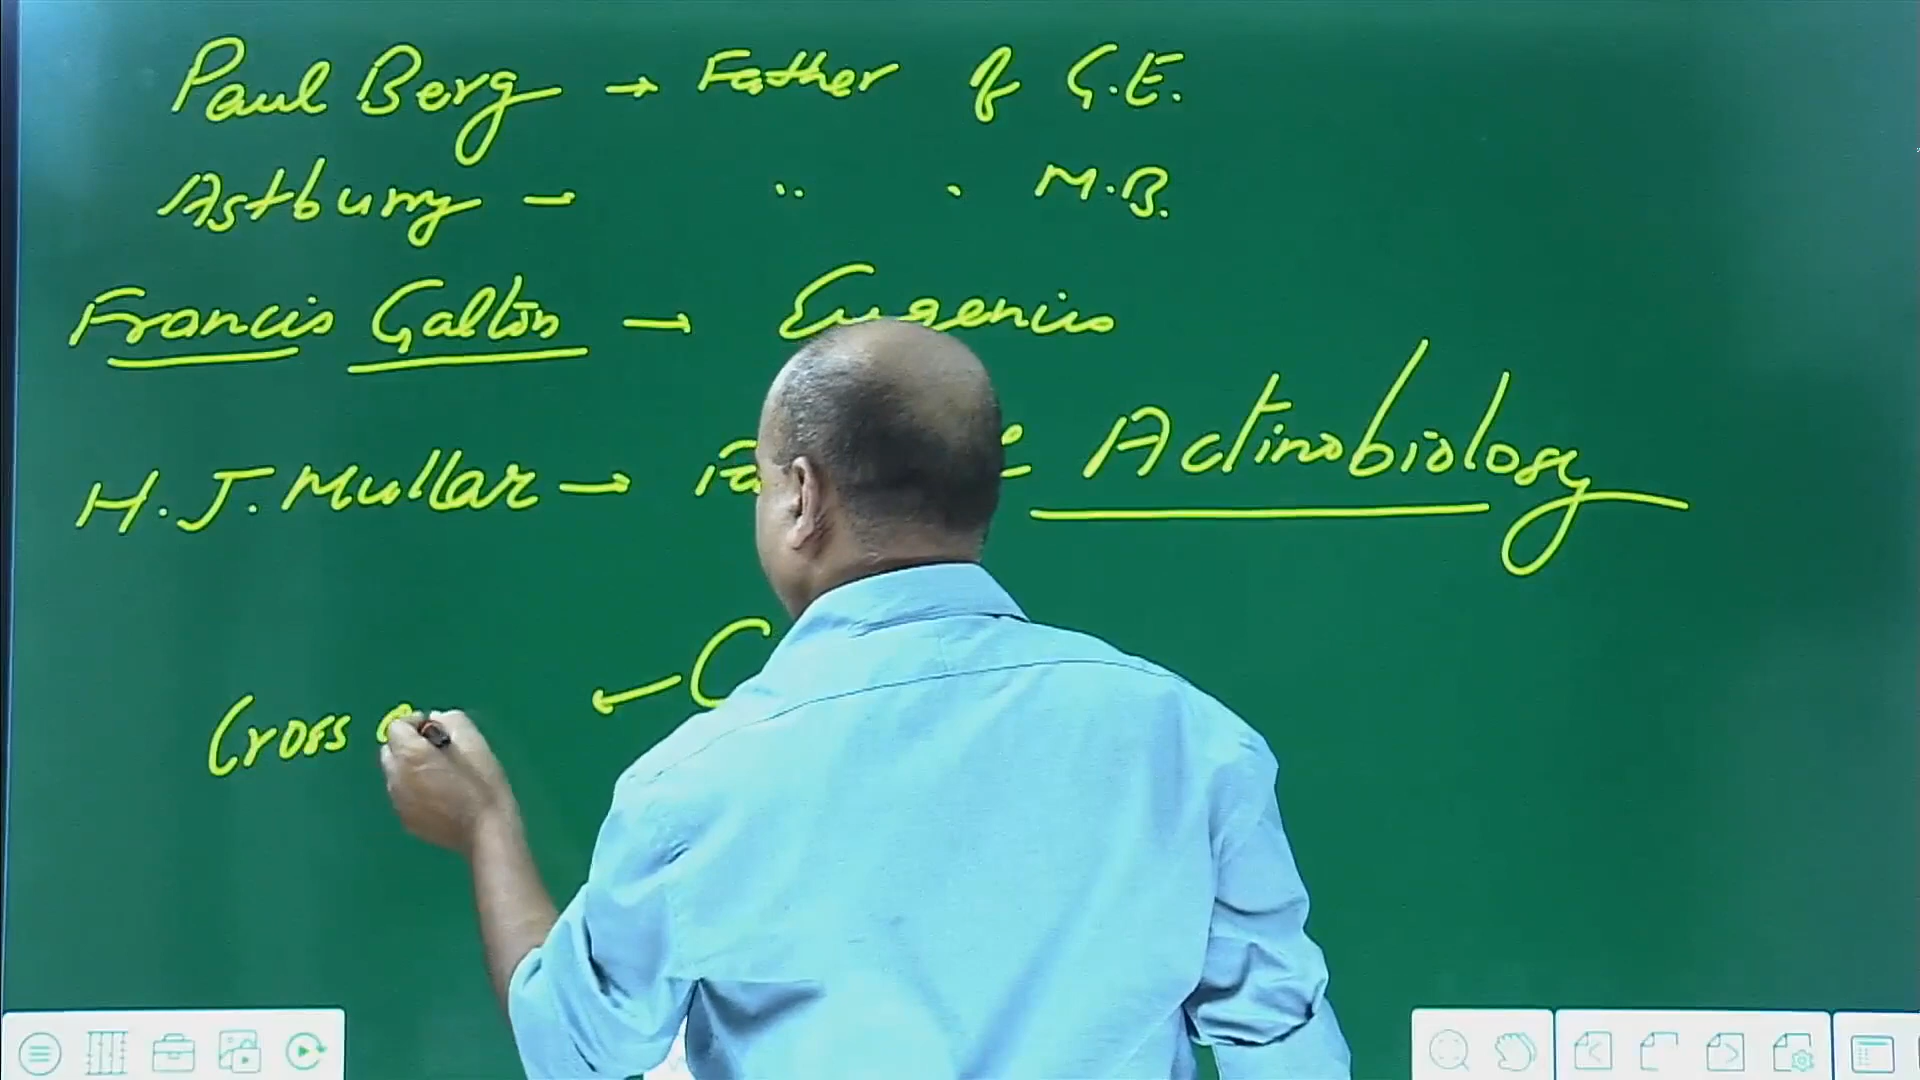 Paul Berg → Father of G.E.
Astbury - " " M.B.
Francis Galton → Eugenics
H. J. Mullar → Actinobiology
Cross